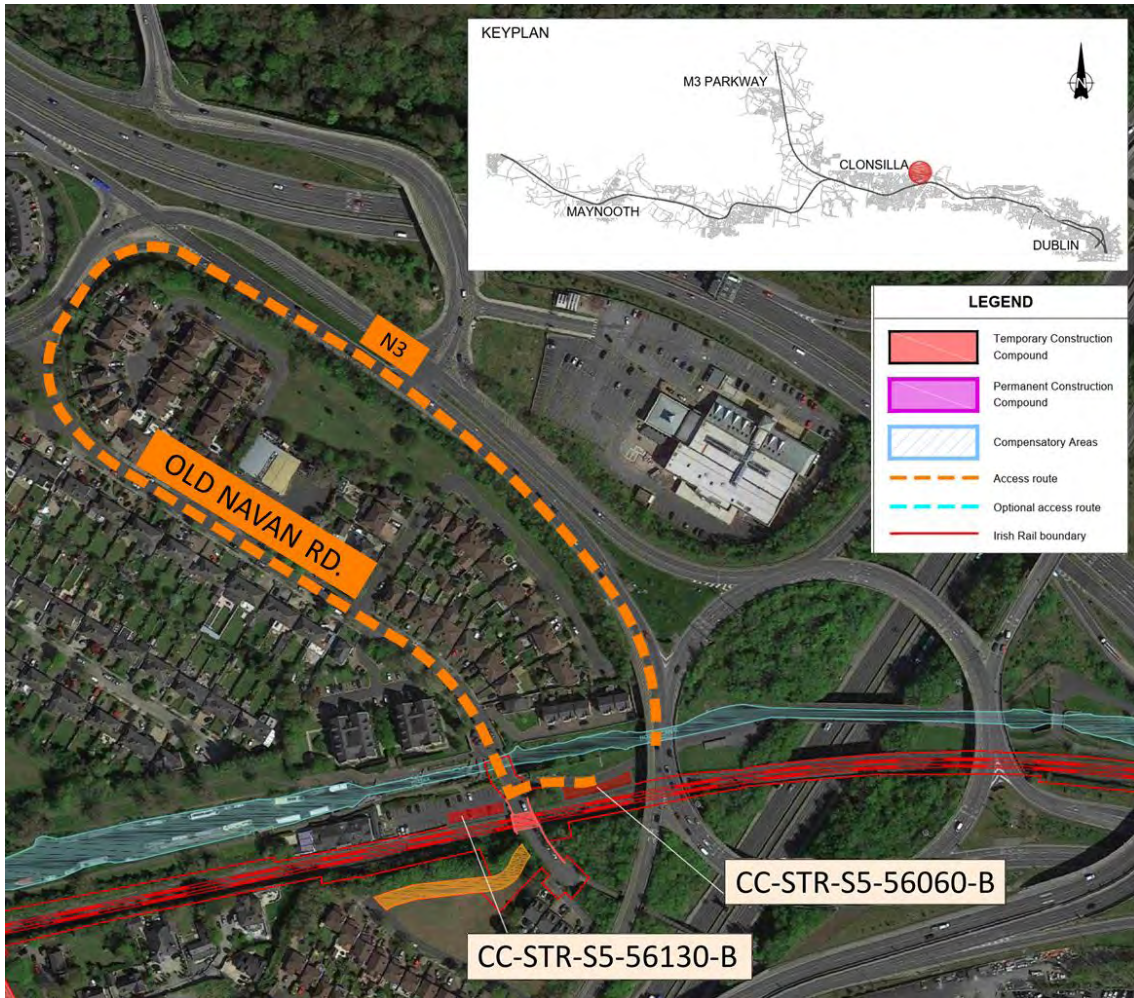 KEYPLAN
M3 PARKWAY
N
CLONSILLA
MAYNOOTH
DUBLIN
LEGEND
Temporary Construction
Compound
Permanent Construction
Compound
Compensatory Areas
Access route
Optional access route
Irish Rail boundary
N3
OLD NAVAN RD.
CC-STR-S5-56060-B
CC-STR-S5-56130-B